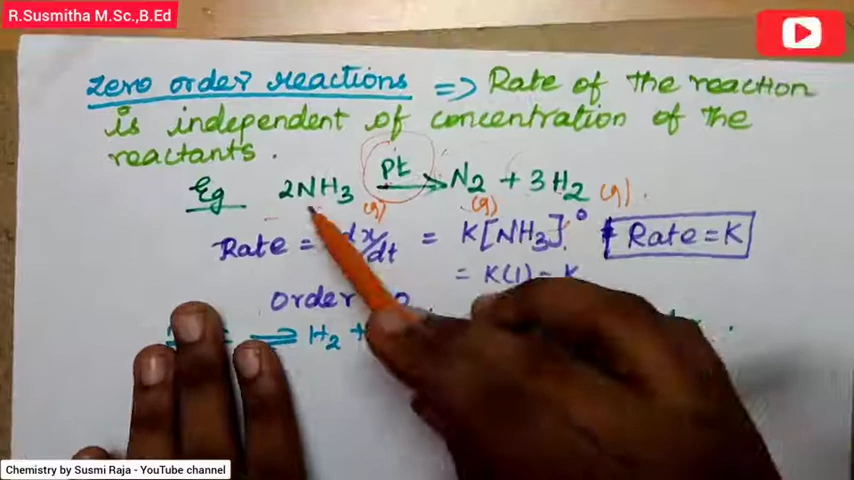 R.Susmitha M.Sc.,B.Ed
zero order reactions => Rate of the reaction
is independent of concentration of the
reactants.
Eg 2NH3 (g) Pt → N2 (g) + 3H2 (g).
Rate = dx/dt = K[NH3]⁰ Rate = K
= K(1) = K
order
⇌ H2 +
Chemistry by Susmi Raja - YouTube channel